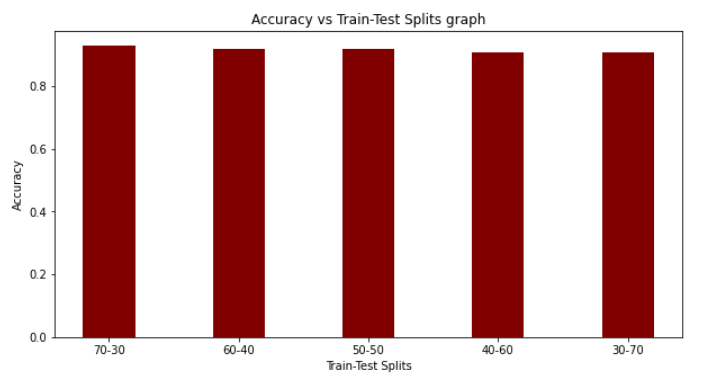 Accuracy vs Train-Test Splits graph
0.8
0.6
0.4
0.2
0.0
Accuracy
70-30 60-40 50-50 40-60 30-70
Train-Test Splits